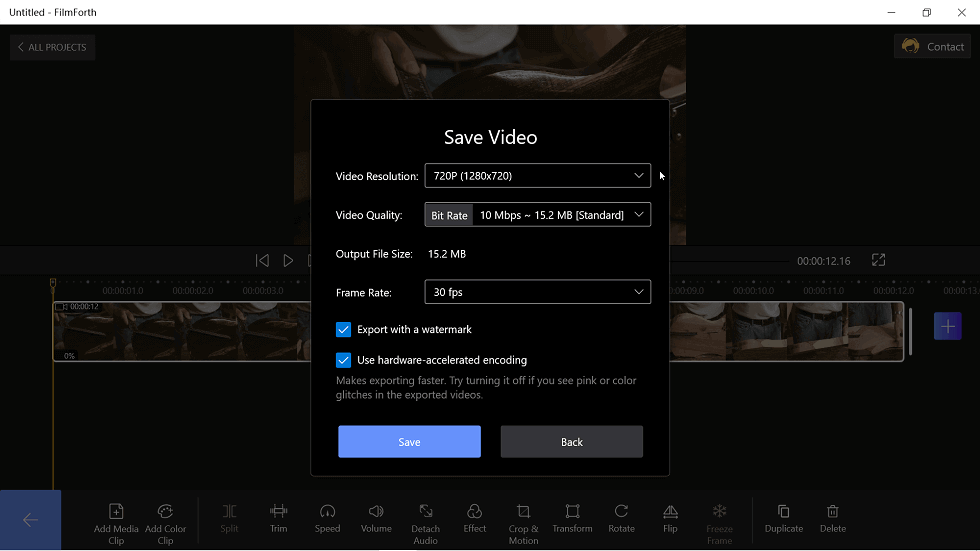 Untitled - FilmForth
ALL PROJECTS
Contact
Save Video
Video Resolution: 720P (1280x720)
Video Quality: Bit Rate 10 Mbps ~ 15.2 MB [Standard]
Output File Size: 15.2 MB
00:00:12.16
00:00:01.0 00:00:02.0 00:00:03.0 0:00:09.0 00:00:10.0 00:00:11.0 00:00:12.0 00:00:13.
Frame Rate: 30 fps
00:00:12
0%
Export with a watermark
Use hardware-accelerated encoding
Makes exporting faster. Try turning it off if you see pink or color
glitches in the exported videos.
Save Back
Add Media Clip
Add Color Clip
Split
Trim
Speed
Volume
Detach Audio
Effect
Crop & Motion
Transform
Rotate
Flip
Freeze Frame
Duplicate
Delete